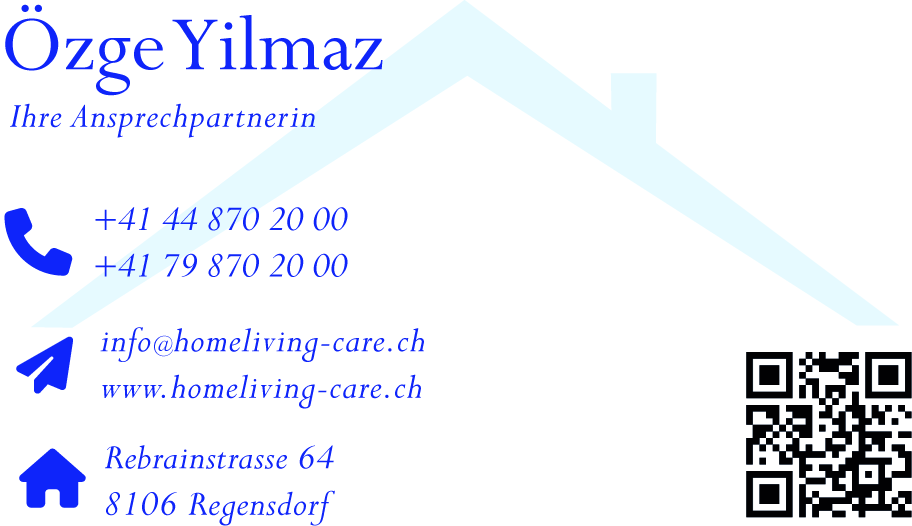 Özge Yilmaz
Ihre Ansprechpartnerin
+41 44 870 20 00
+41 79 870 20 00
info@homeliving-care.ch
www.homeliving-care.ch
Rebrainstrasse 64
8106 Regensdorf